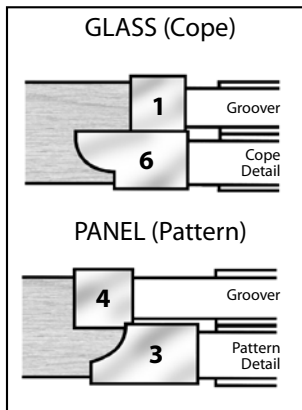 GLASS (Cope)
1
Groover
6
Cope
Detail
PANEL (Pattern)
4
Groover
3
Pattern
Detail